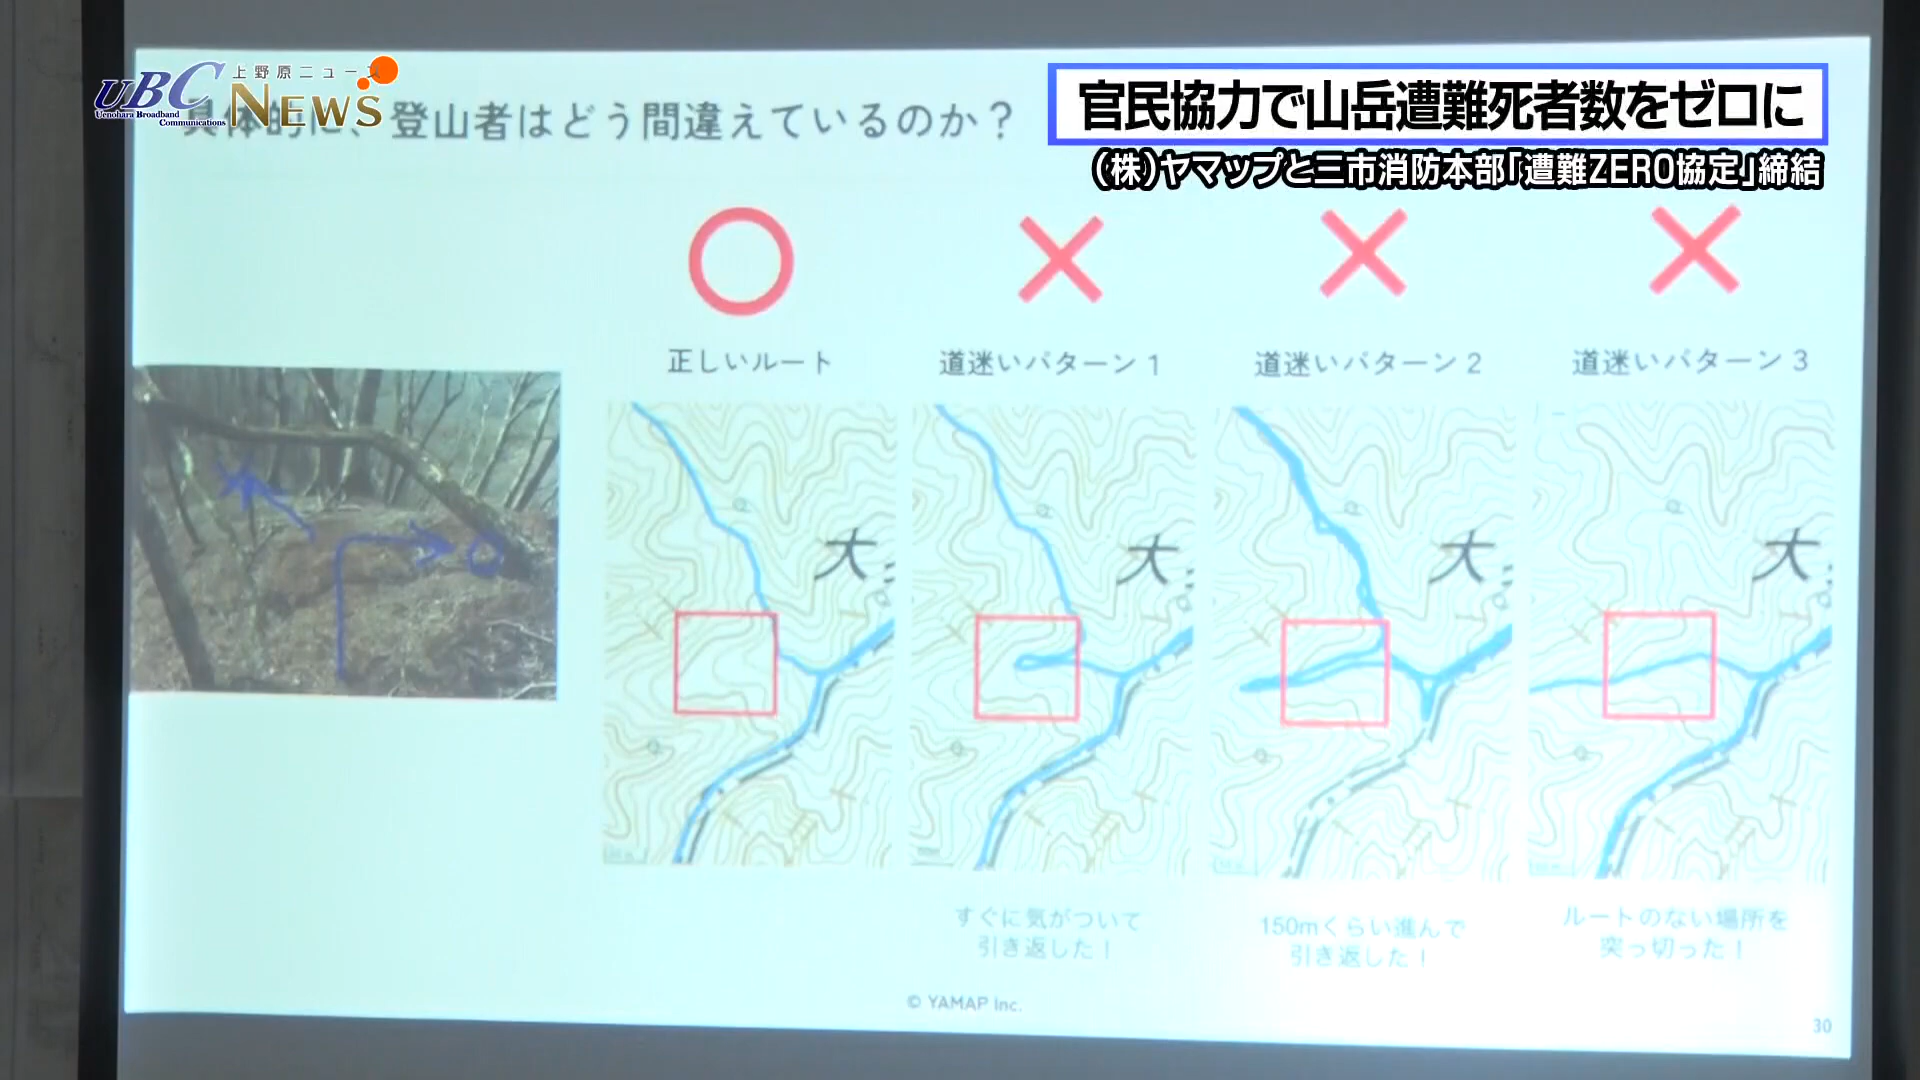 UBC
Uenohara Broadband
Communications
上野原ニュース
NEWS
官民協力で山岳遭難死者数をゼロに
(株)ヤマップと三市消防本部「遭難ZERO協定」締結
具体的に、登山者はどう間違えているのか？
正しいルート
道迷いパターン1
道迷いパターン2
道迷いパターン3
大
大
大
大
すぐに気がついて
引き返した！
150mくらい進んで
引き返した！
ルートのない場所を
突っ切った！
© YAMAP Inc.
30